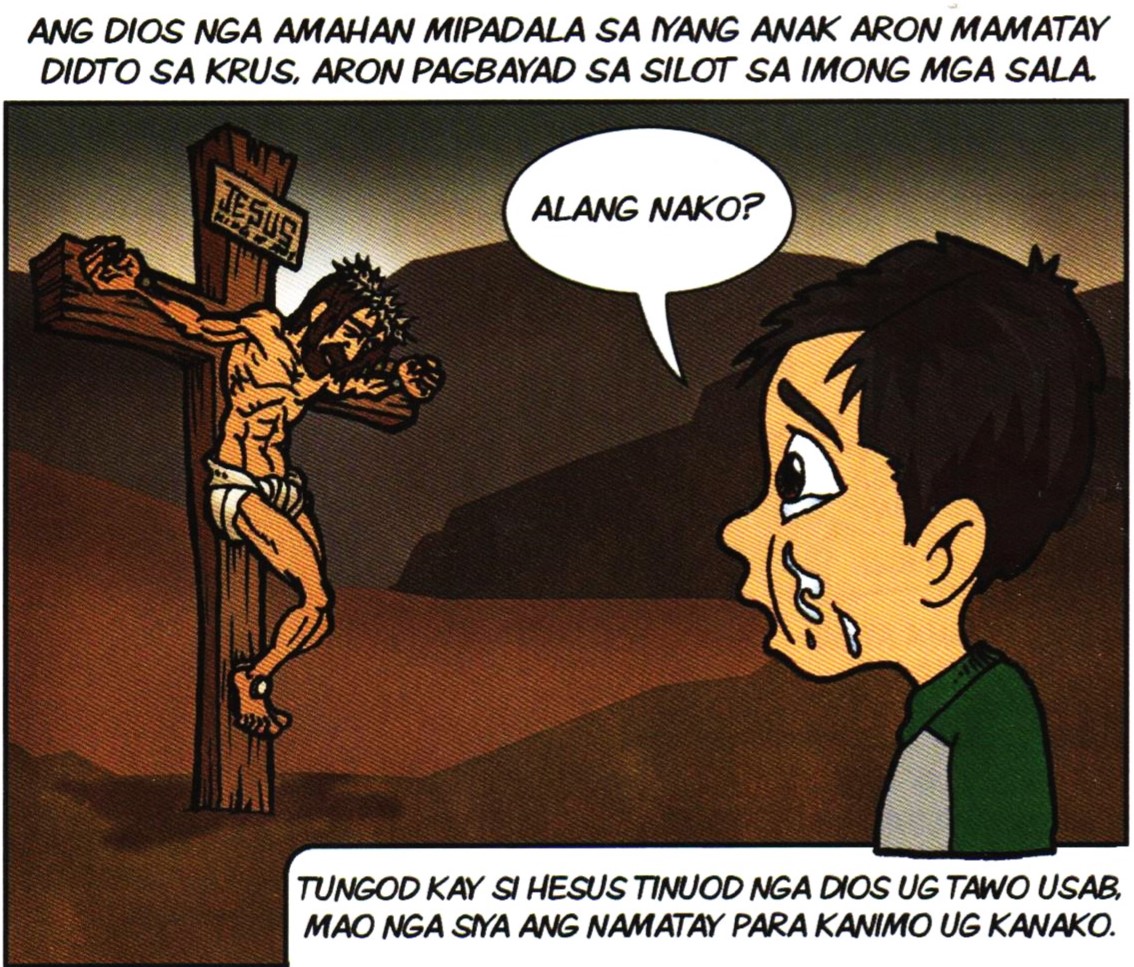 ANG DIOS NGA AMAHAN MIPADALA SA IYANG ANAK ARON MAMATAY
DIDTO SA KRUS, ARON PAGBAYAD SA SILOT SA IMONG MGA SALA.
JESUS
ALANG NAKO?
TUNGOD KAY SI HESUS TINUOD NGA DIOS UG TAWO USAB,
MAO NGA SIYA ANG NAMATAY PARA KANIMO UG KANAKO.